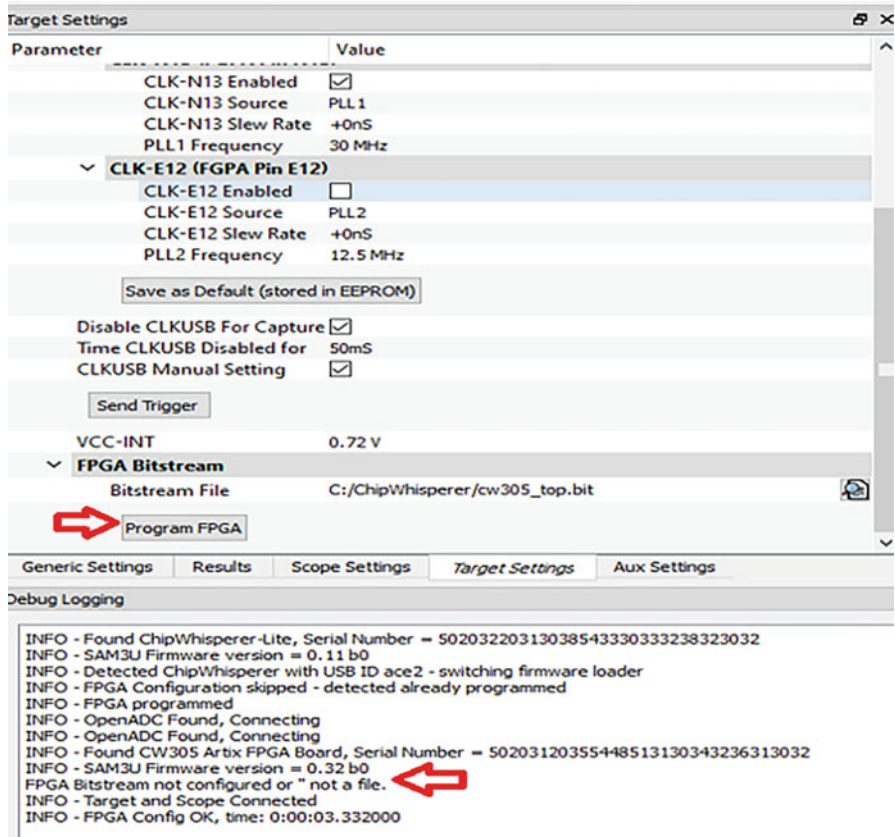 Target Settings
Parameter Value
CLK-N13 Enabled
CLK-N13 Source PLL1
CLK-N13 Slew Rate +0nS
PLL1 Frequency 30 MHz
CLK-E12 (FGPA Pin E12)
CLK-E12 Enabled
CLK-E12 Source PLL2
CLK-E12 Slew Rate +0nS
PLL2 Frequency 12.5 MHz
Save as Default (stored in EEPROM)
Disable CLKUSB For Capture
Time CLKUSB Disabled for 50mS
CLKUSB Manual Setting
Send Trigger
VCC-INT 0.72 V
FPGA Bitstream
Bitstream File C:/ChipWhisperer/cw305_top.bit
Program FPGA
Generic Settings Results Scope Settings Target Settings Aux Settings
Debug Logging
INFO - Found ChipWhisperer-Lite, Serial Number = 50203220313038543330333238323032
INFO - SAM3U Firmware version = 0.11 b0
INFO - Detected ChipWhisperer with USB ID ace2 - switching firmware loader
INFO - FPGA Configuration skipped - detected already programmed
INFO - FPGA programmed
INFO - OpenADC Found, Connecting
INFO - OpenADC Found, Connecting
INFO - Found CW305 Artix FPGA Board, Serial Number = 50203120355448513130343236313032
INFO - SAM3U Firmware version = 0.32 b0
FPGA Bitstream not configured or '' not a file.
INFO - Target and Scope Connected
INFO - FPGA Config OK, time: 0:00:03.332000